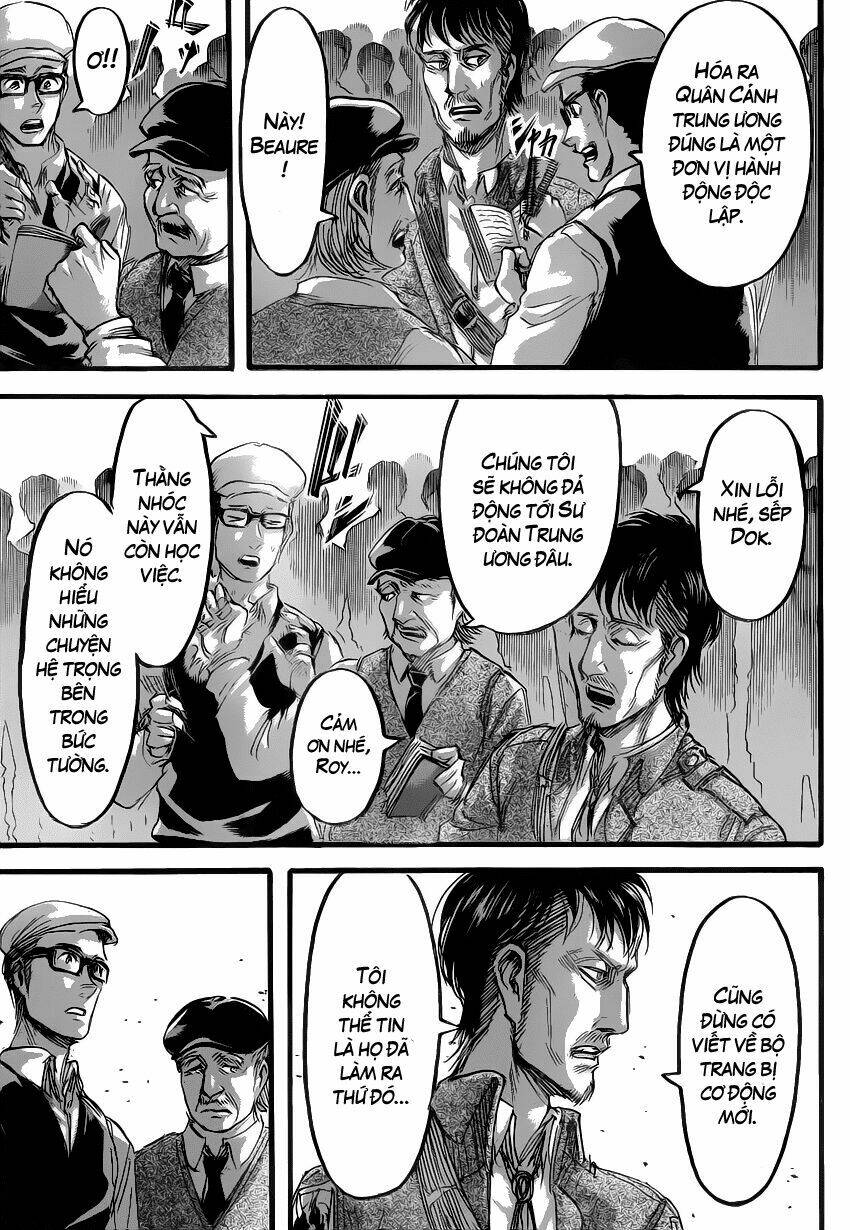 HÓA RA
QUÂN CẢNH
TRUNG ƯƠNG
ĐÚNG LÀ MỘT
ĐƠN VỊ HÀNH
ĐỘNG ĐỘC
LẬP.
NÀY!
BEAURE
!
Ơ!!
XIN LỖI
NHÉ, SẾP
DOK.
CHÚNG TÔI
SẼ KHÔNG ĐẢ
ĐỘNG TỚI SƯ
ĐOÀN TRUNG
ƯƠNG ĐÂU.
CẢM
ƠN NHÉ,
ROY...
THẰNG
NHÓC
NÀY VẪN
CÒN HỌC
VIỆC.
NÓ
KHÔNG
HIỂU
NHỮNG
CHUYỆN
HỆ TRỌNG
BÊN
TRONG
BỨC
TƯỜNG.
CŨNG
ĐỪNG CÓ
VIẾT VỀ BỘ
TRANG BỊ
CƠ ĐỘNG
MỚI.
TÔI
KHÔNG
THỂ TIN
LÀ HỌ ĐÃ
LÀM RA
THỨ ĐÓ...